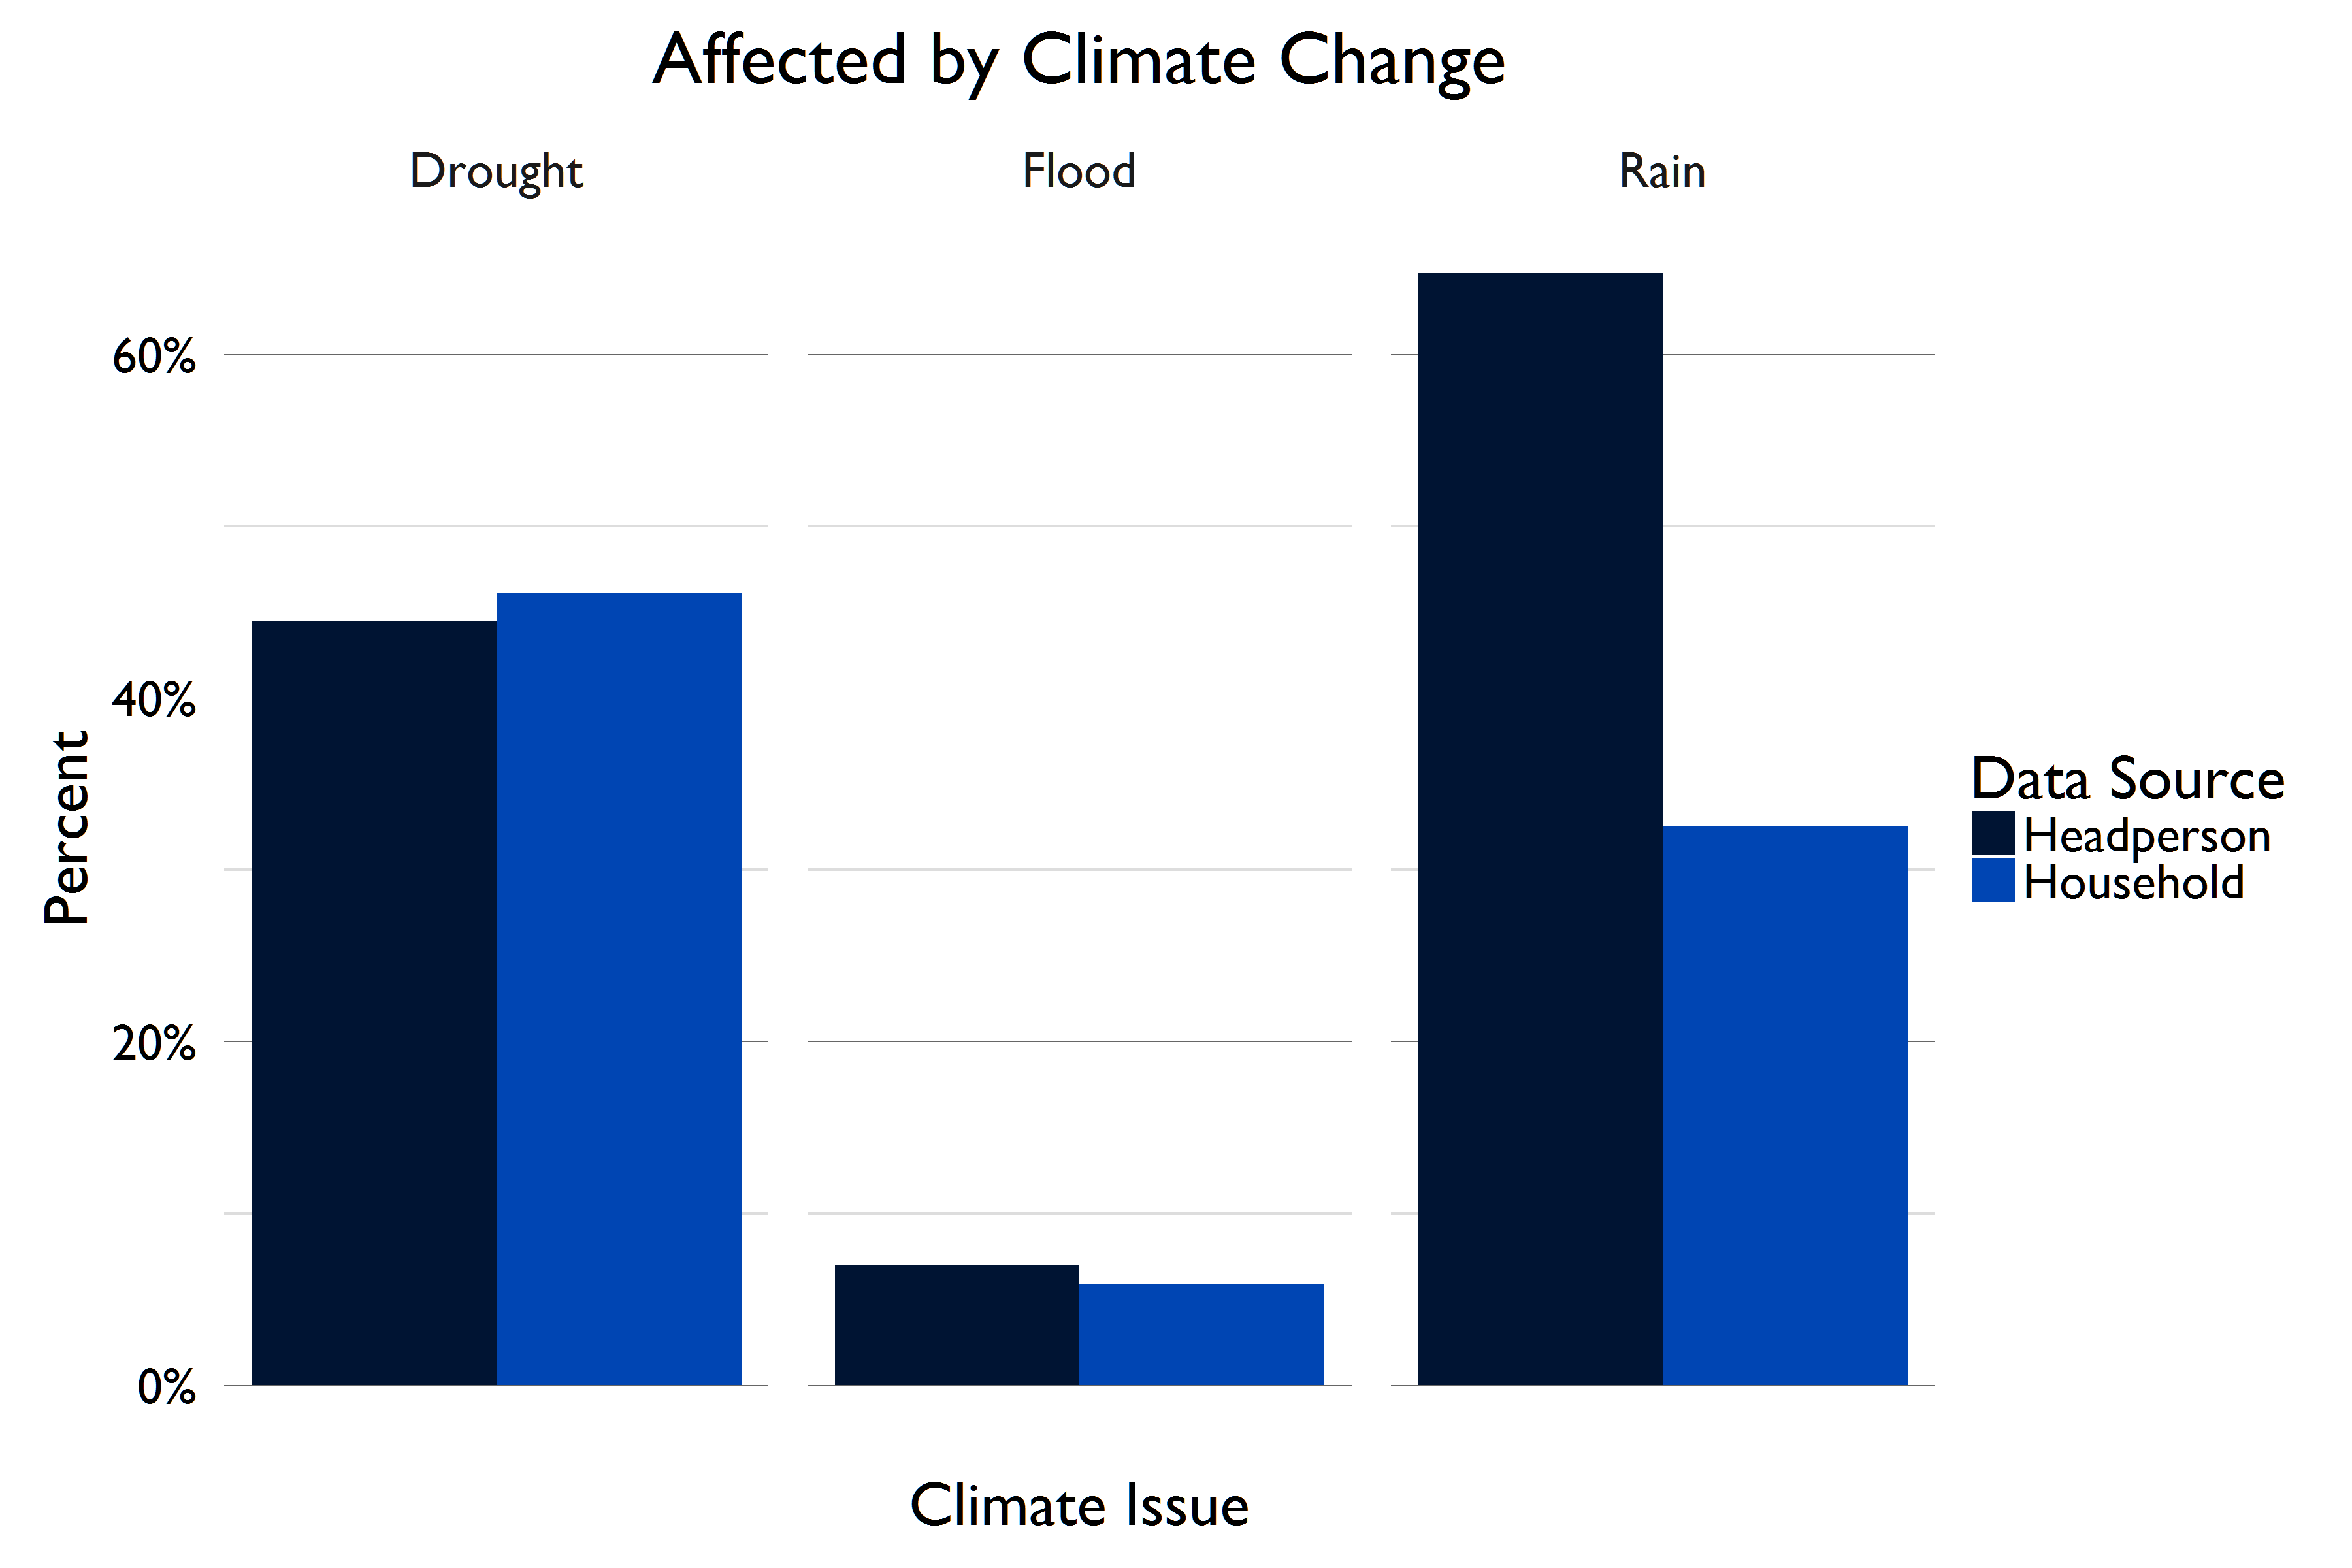 Affected by Climate Change
Drought
Flood
Rain
60%
40%
20%
0%
Percent
Climate Issue
Data Source
Headperson
Household